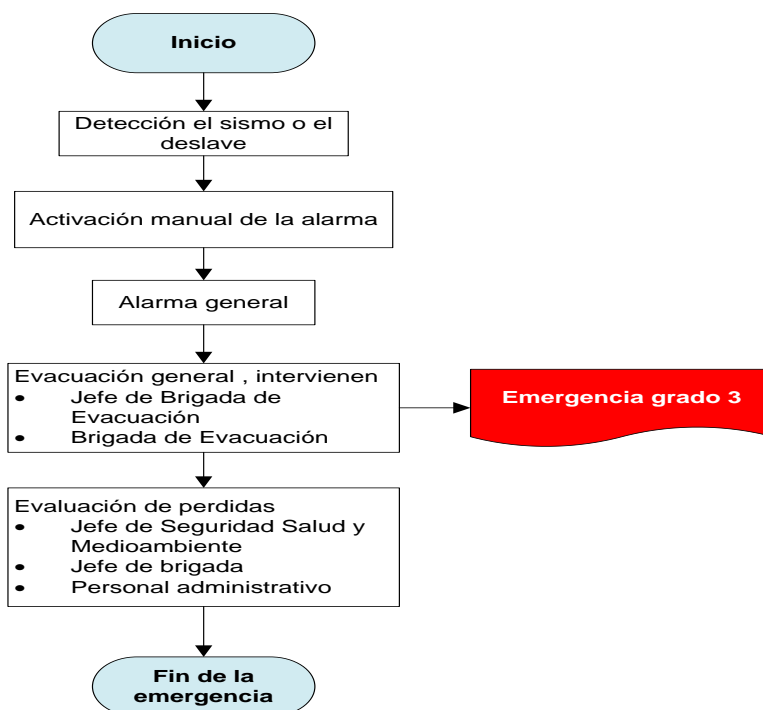 Inicio
Detección el sismo o el
deslave
Activación manual de la alarma
Alarma general
Evacuación general , intervienen
• Jefe de Brigada de
Evacuación
• Brigada de Evacuación
Emergencia grado 3
Evaluación de perdidas
• Jefe de Seguridad Salud y
Medioambiente
• Jefe de brigada
• Personal administrativo
Fin de la
emergencia